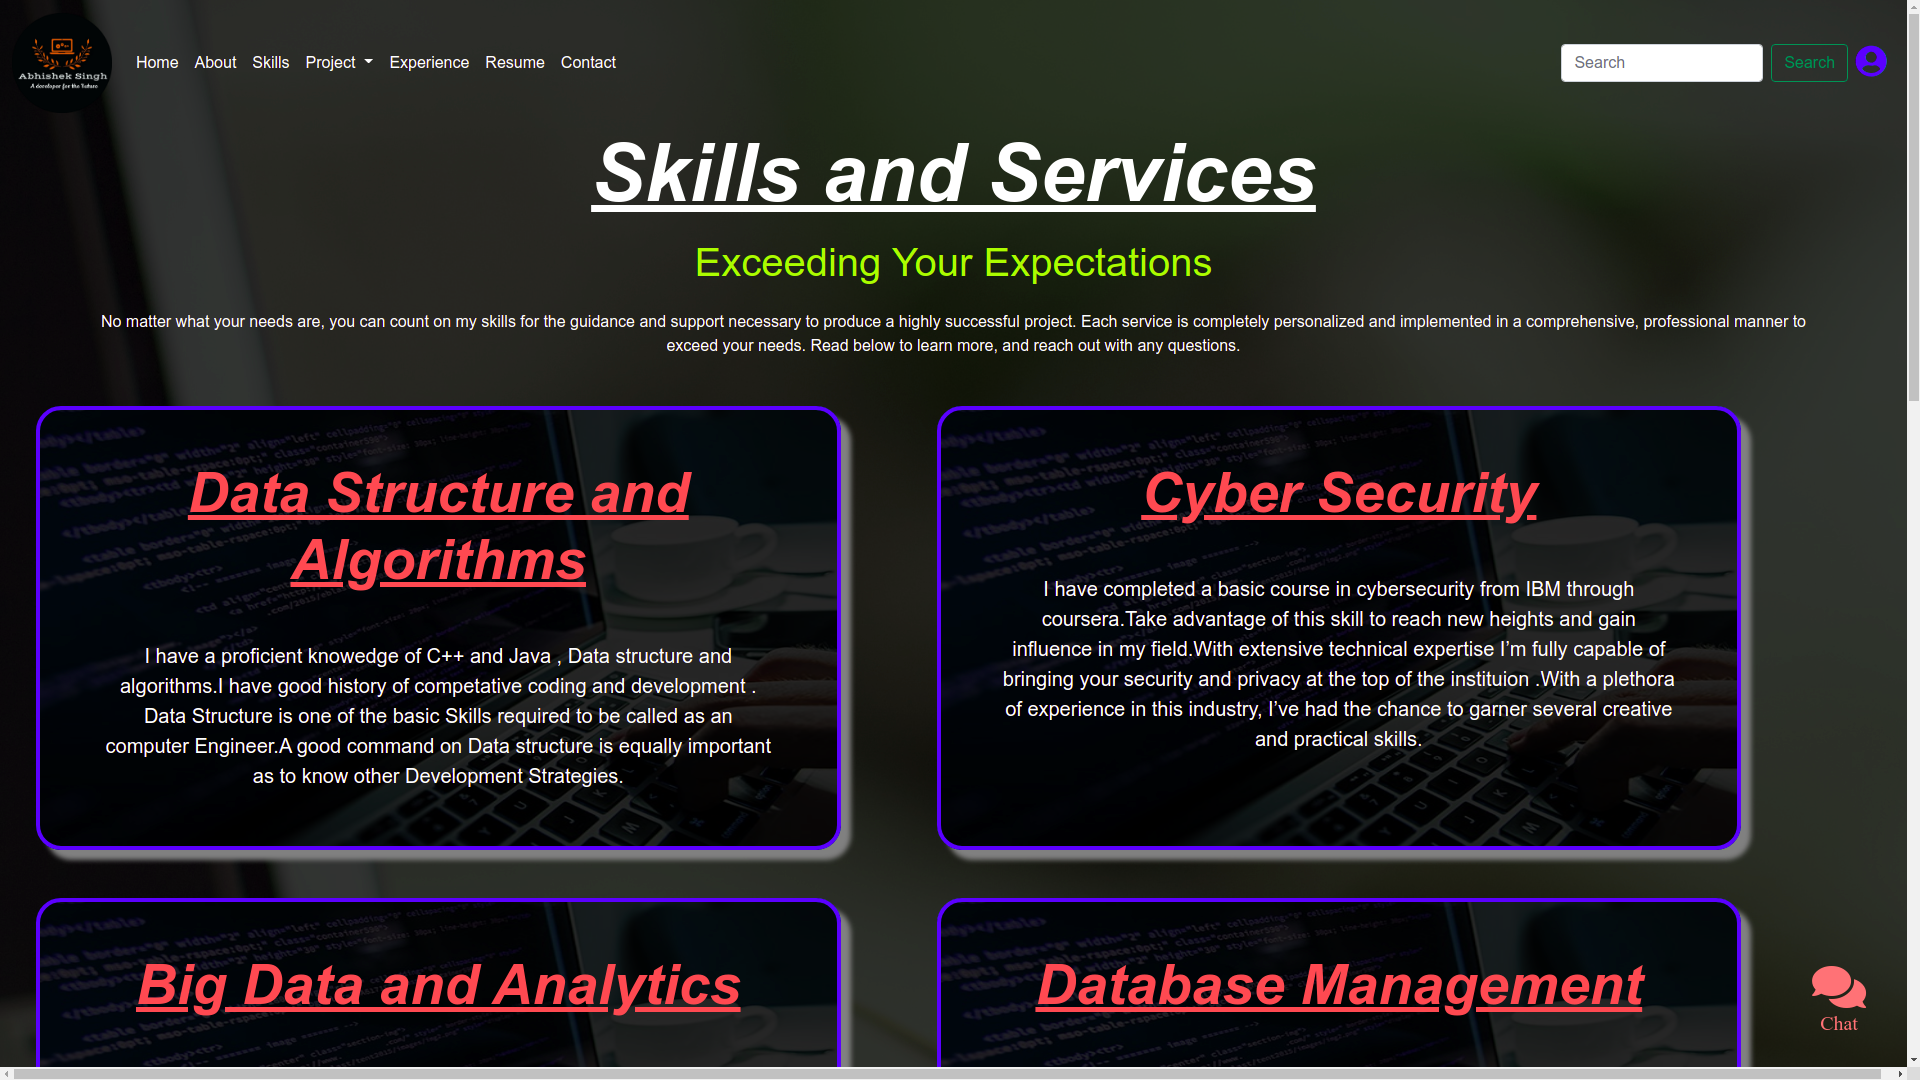 Abhishek Singh
A developer for the future
Home About Skills Project Experience Resume Contact
Search Search
Skills and Services
Exceeding Your Expectations
No matter what your needs are, you can count on my skills for the guidance and support necessary to produce a highly successful project. Each service is completely personalized and implemented in a comprehensive, professional manner to
exceed your needs. Read below to learn more, and reach out with any questions.
Data Structure and
Algorithms
I have a proficient knowedge of C++ and Java , Data structure and
algorithms.I have good history of competative coding and development .
Data Structure is one of the basic Skills required to be called as an
computer Engineer.A good command on Data structure is equally important
as to know other Development Strategies.
Cyber Security
I have completed a basic course in cybersecurity from IBM through
coursera.Take advantage of this skill to reach new heights and gain
influence in my field.With extensive technical expertise I’m fully capable of
bringing your security and privacy at the top of the instituion .With a plethora
of experience in this industry, I’ve had the chance to garner several creative
and practical skills.
Big Data and Analytics
Database Management
Chat